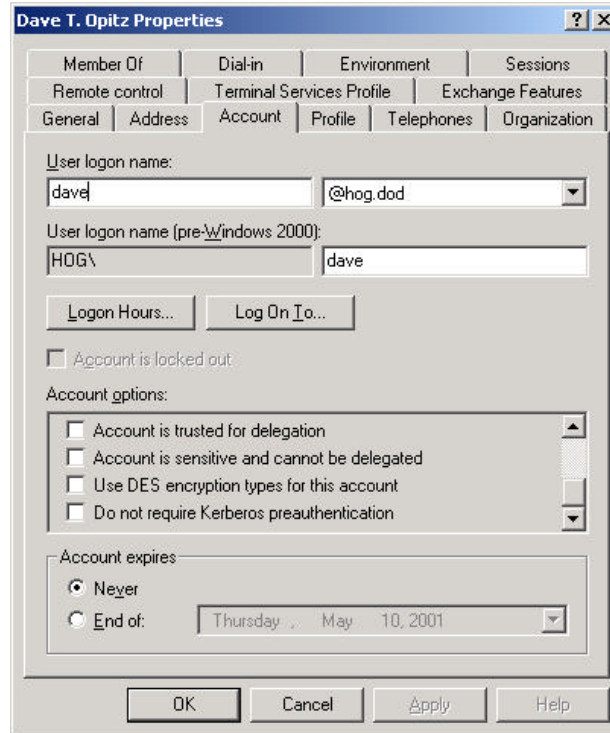 Dave T. Opitz Properties
Member Of Dial-in Environment Sessions
Remote control Terminal Services Profile Exchange Features
General Address Account Profile Telephones Organization
User logon name:
dave @hog.dod
User logon name (pre-Windows 2000):
HOG\ dave
Logon Hours... Log On To...
Account is locked out
Account options:
Account is trusted for delegation
Account is sensitive and cannot be delegated
Use DES encryption types for this account
Do not require Kerberos preauthentication
Account expires
Never
End of: Thursday , May 10, 2001
OK Cancel Apply Help